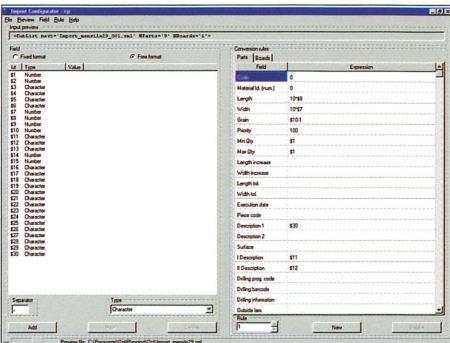 Import Configurator - cp
File Preview Field Rule Help
Input preview
<CutList next='Import_mensile29_001.xml' NParts='9' NBoards='1'>
Field
Fixed format Free format
Id Type Value
$1 Number
$2 Number
$3 Character
$4 Character
$5 Character
$6 Character
$7 Number
$8 Number
$9 Number
$10 Number
$11 Character
$12 Character
$13 Character
$14 Number
$15 Number
$16 Character
$17 Character
$18 Character
$19 Character
$20 Character
$21 Character
$22 Character
$23 Character
$24 Character
$25 Character
$26 Character
$27 Character
$28 Character
$29 Character
$30 Character
Separator
Type
Character
Add
Conversion rules
Parts Boards
Field Expression
Code 0
Material Id. (num.) 0
Length 10*$8
Width 10*$7
Grain $10-1
Priority 100
Min Qty $1
Max Qty $1
Length increase
Width increase
Length tol.
Width tol.
Execution date
Piece code
Description 1 $30
Description 2
Surface
I Description $11
II Description $12
Drilling prog. code
Drilling barcode
Drilling information
Outside lam.
Rule
1
New